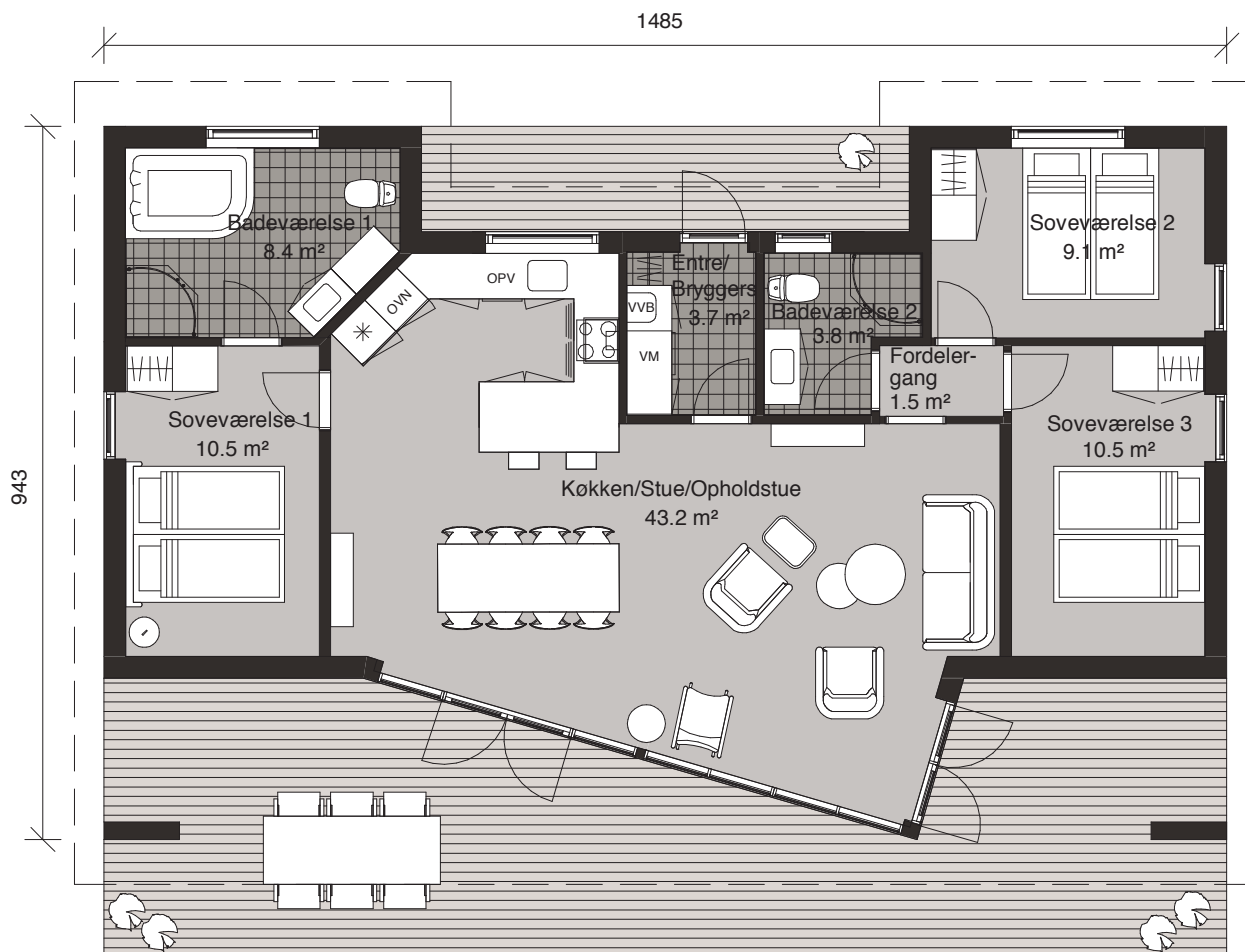 1485
Badeværelse 1
8.4 m²
OPV
OVN
Entre/
Bryggers
3.7 m²
VVB
VM
Badeværelse 2
3.8 m²
Soveværelse 2
9.1 m²
Fordeler-
gang
1.5 m²
Soveværelse 1
10.5 m²
Soveværelse 3
10.5 m²
943
Køkken/Stue/Opholdstue
43.2 m²